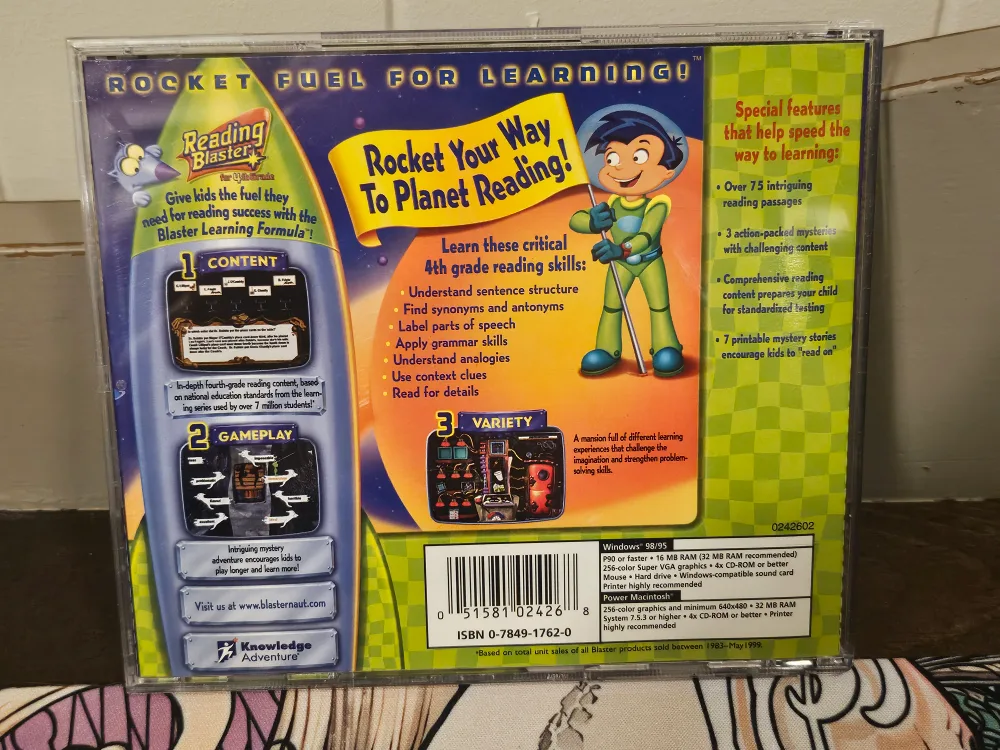 ROCKET FUEL FOR LEARNING!™
Reading
Blaster
for 4th Grade
Give kids the fuel they
need for reading success with the
Blaster Learning Formula™!
1 CONTENT
In-depth fourth-grade reading content, based
on national education standards from the learn-
ing series used by over 7 million students!*
2 GAMEPLAY
Intriguing mystery
adventure encourages kids to
play longer and learn more!
Visit us at www.blasternaut.com
Knowledge
Adventure®
Rocket Your Way
To Planet Reading!
Learn these critical
4th grade reading skills:
• Understand sentence structure
• Find synonyms and antonyms
• Label parts of speech
• Apply grammar skills
• Understand analogies
• Use context clues
• Read for details
3 VARIETY
A mansion full of different learning
experiences that challenge the
imagination and strengthen problem-
solving skills.
Special features
that help speed the
way to learning:
• Over 75 intriguing
reading passages
• 3 action-packed mysteries
with challenging content
• Comprehensive reading
content prepares your child
for standardized testing
• 7 printable mystery stories
encourage kids to "read on"
0242602
0 51581 02426 8
ISBN 0-7849-1762-0
Windows® 98/95
P90 or faster • 16 MB RAM (32 MB RAM recommended)
256-color Super VGA graphics • 4x CD-ROM or better
Mouse • Hard drive • Windows-compatible sound card
Printer highly recommended
Power Macintosh®
256-color graphics and minimum 640x480 • 32 MB RAM
System 7.5.3 or higher • 4x CD-ROM or better • Printer
highly recommended
*Based on total unit sales of all Blaster products sold between 1983-May1999.